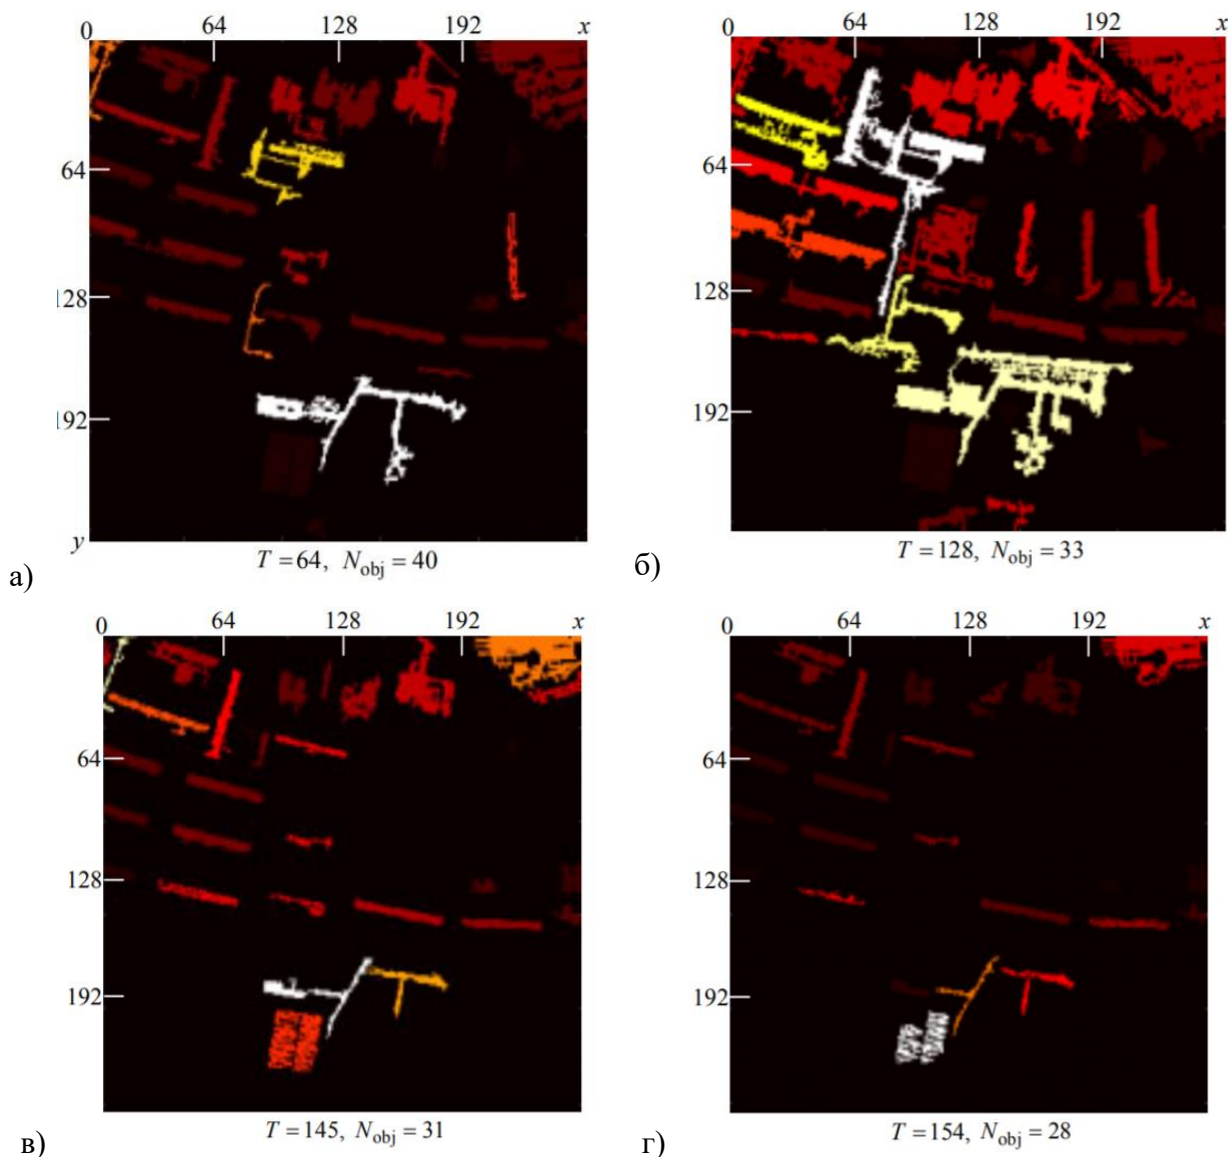 0 64 128 192 x
64
128
192
y
T = 64, N_obj = 40
а)
0 64 128 192 x
64
128
192
T = 128, N_obj = 33
б)
0 64 128 192 x
64
128
192
T = 145, N_obj = 31
в)
0 64 128 192 x
64
128
192
T = 154, N_obj = 28
г)